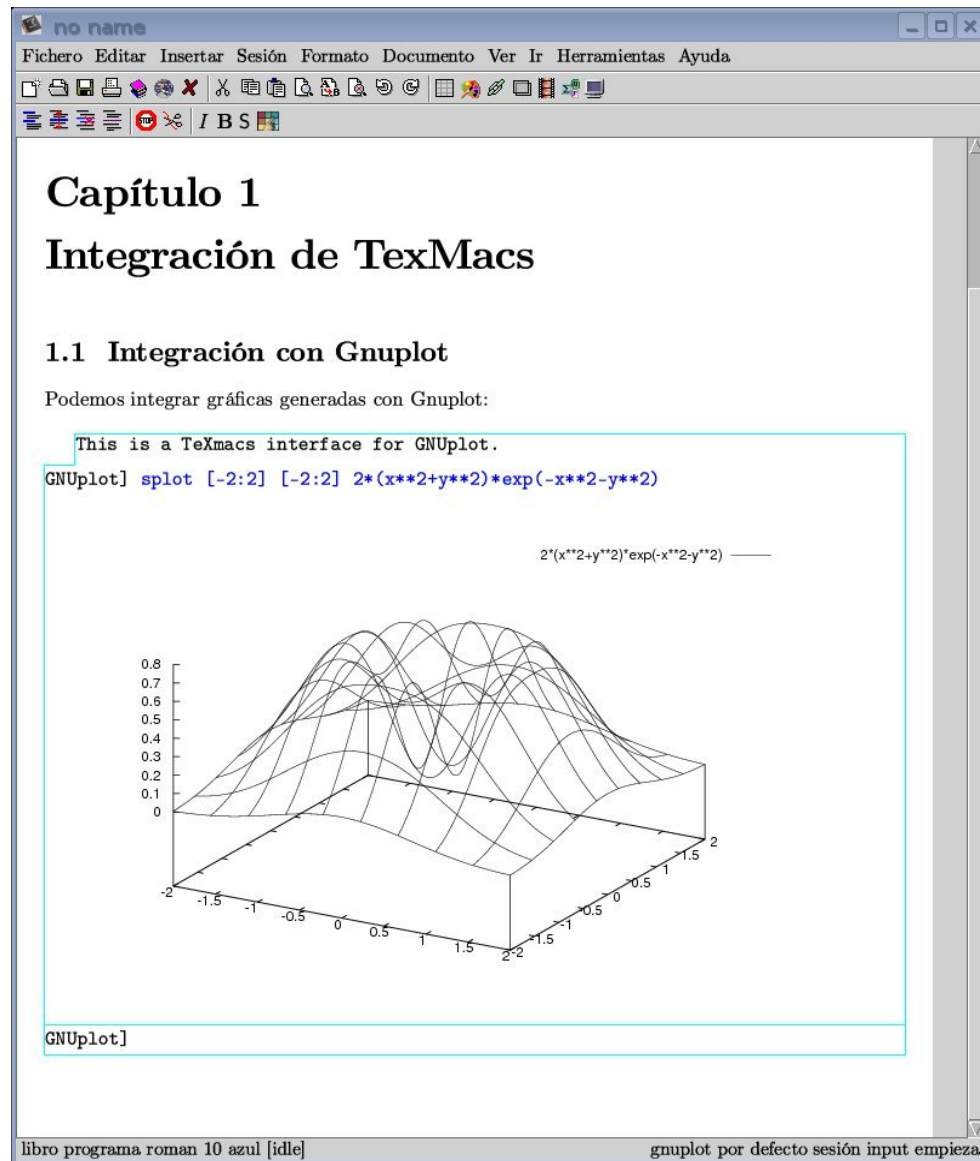 no name
Fichero Editar Insertar Sesión Formato Documento Ver Ir Herramientas Ayuda
STOP I B S
Capítulo 1
Integración de TexMacs
1.1 Integración con Gnuplot
Podemos integrar gráficas generadas con Gnuplot:
This is a TeXmacs interface for GNUplot.
GNUplot] splot [-2:2] [-2:2] 2*(x**2+y**2)*exp(-x**2-y**2)
2*(x**2+y**2)*exp(-x**2-y**2)
0.8
0.7
0.6
0.5
0.4
0.3
0.2
0.1
0
-2 -1.5 -1 -0.5 0 0.5 1 1.5 2
-2 -1.5 -1 -0.5 0 0.5 1 1.5 2
GNUplot]
libro programa roman 10 azul [idle] gnuplot por defecto sesión input empieza